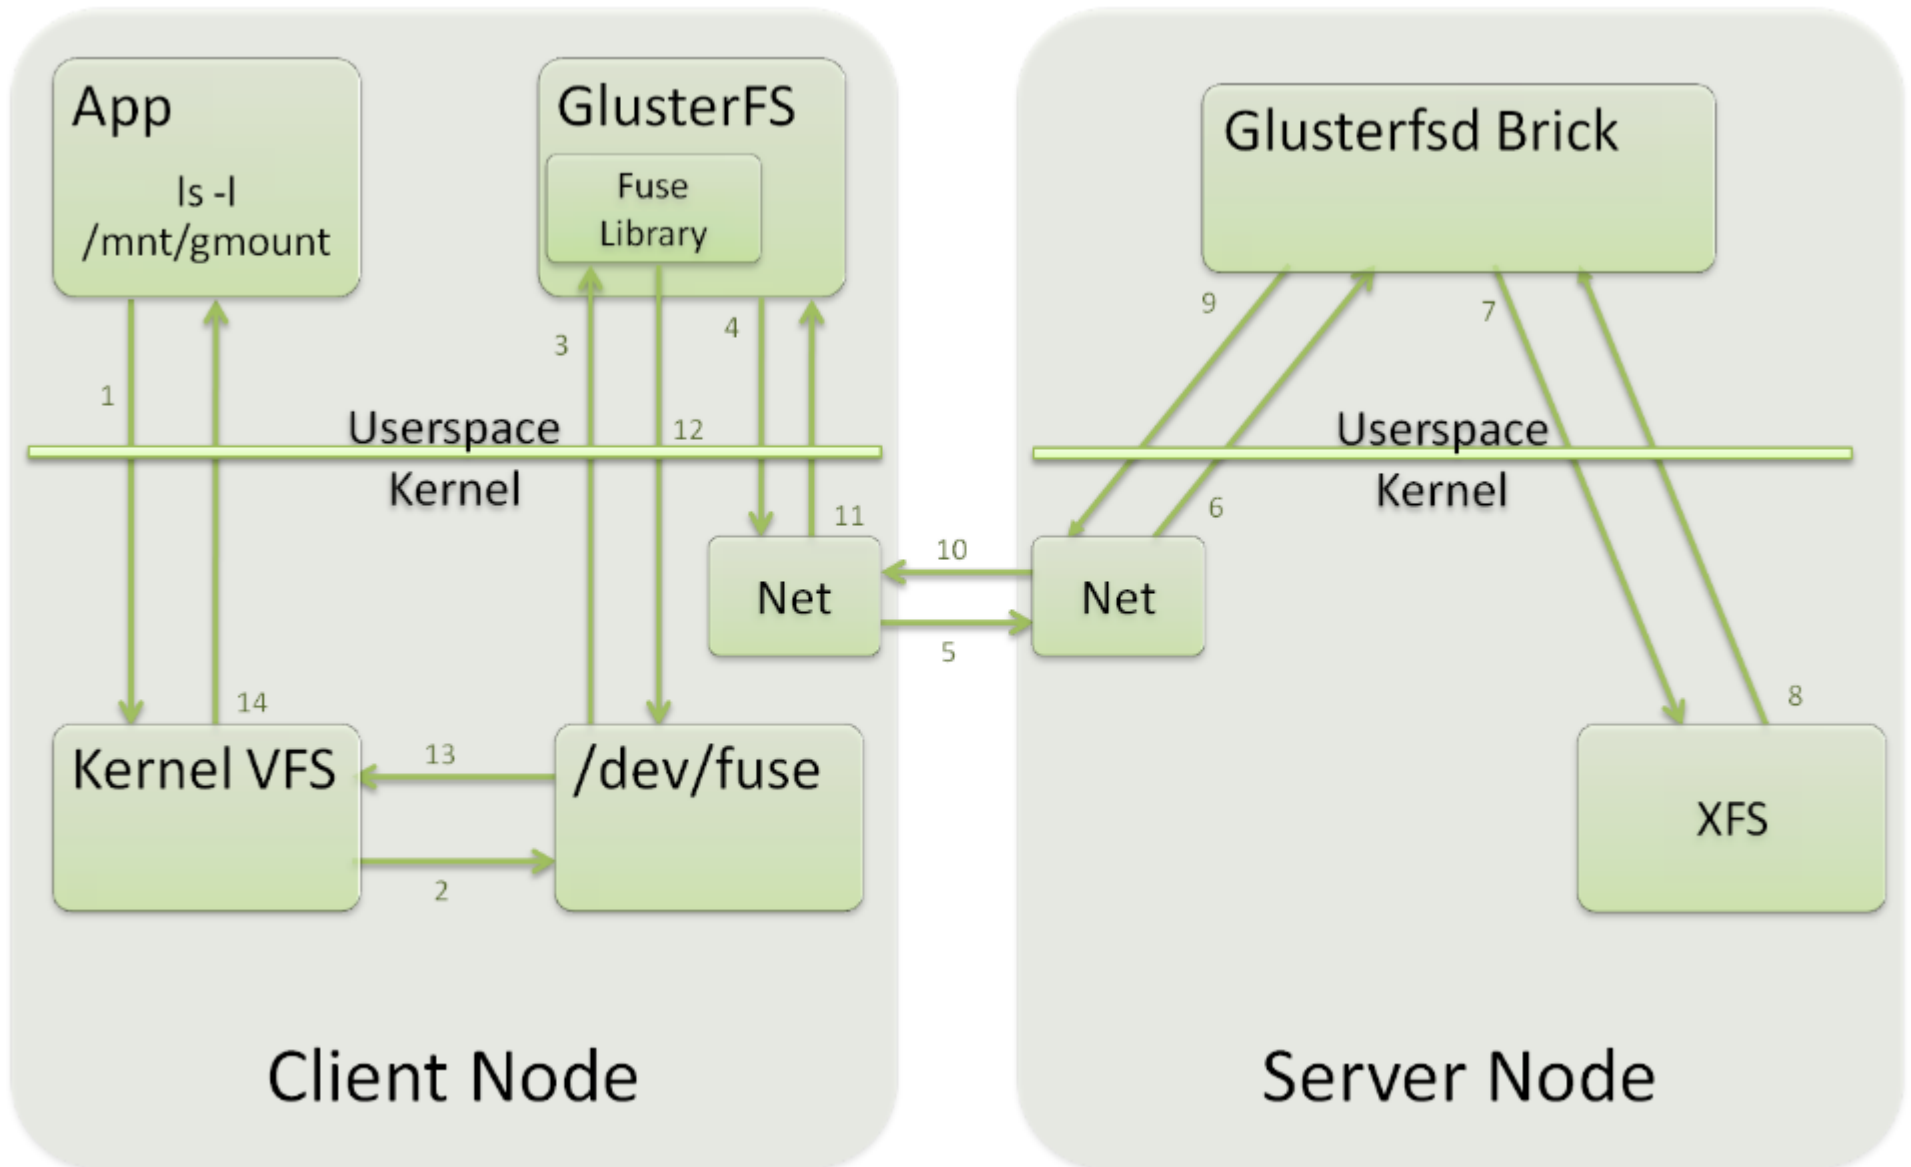 App
ls -l
/mnt/gmount
GlusterFS
Fuse
Library
Glusterfsd Brick
1
3
12
4
9
7
Userspace
Kernel
Userspace
Kernel
11
6
10
Net
Net
5
14
8
Kernel VFS
13
/dev/fuse
2
XFS
Client Node
Server Node